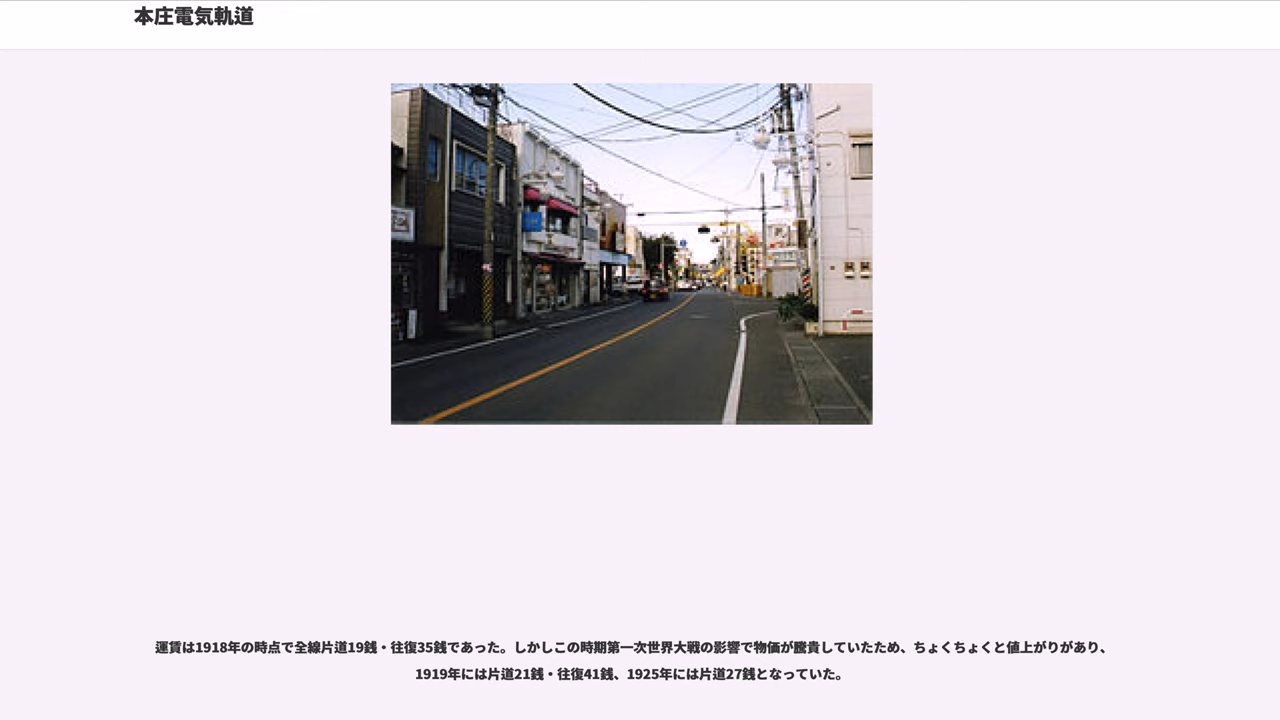 本庄電気軌道
運賃は1918年の時点で全線片道19銭・往復35銭であった。しかしこの時期第一次世界大戦の影響で物価が騰貴していたため、ちょくちょくと値上がりがあり、
1919年には片道21銭・往復41銭、1925年には片道27銭となっていた。